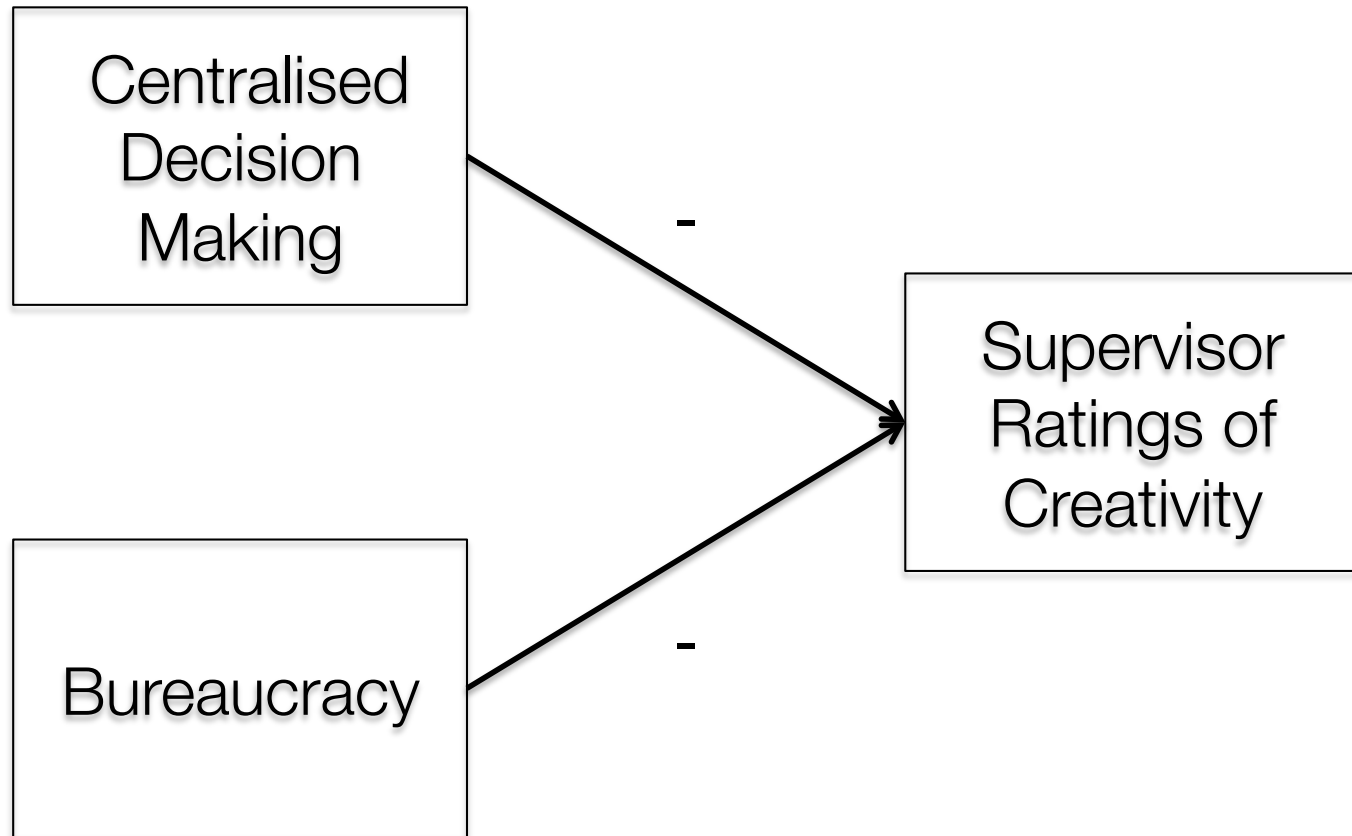 Centralised
Decision
Making
-
Supervisor
Ratings of
Creativity
-
Bureaucracy